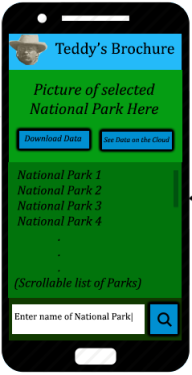 Teddy's Brochure
Picture of selected
National Park Here
Download Data
See Data on the Cloud
National Park 1
National Park 2
National Park 3
National Park 4
.
.
.
(Scrollable list of Parks)
Enter name of National Park|